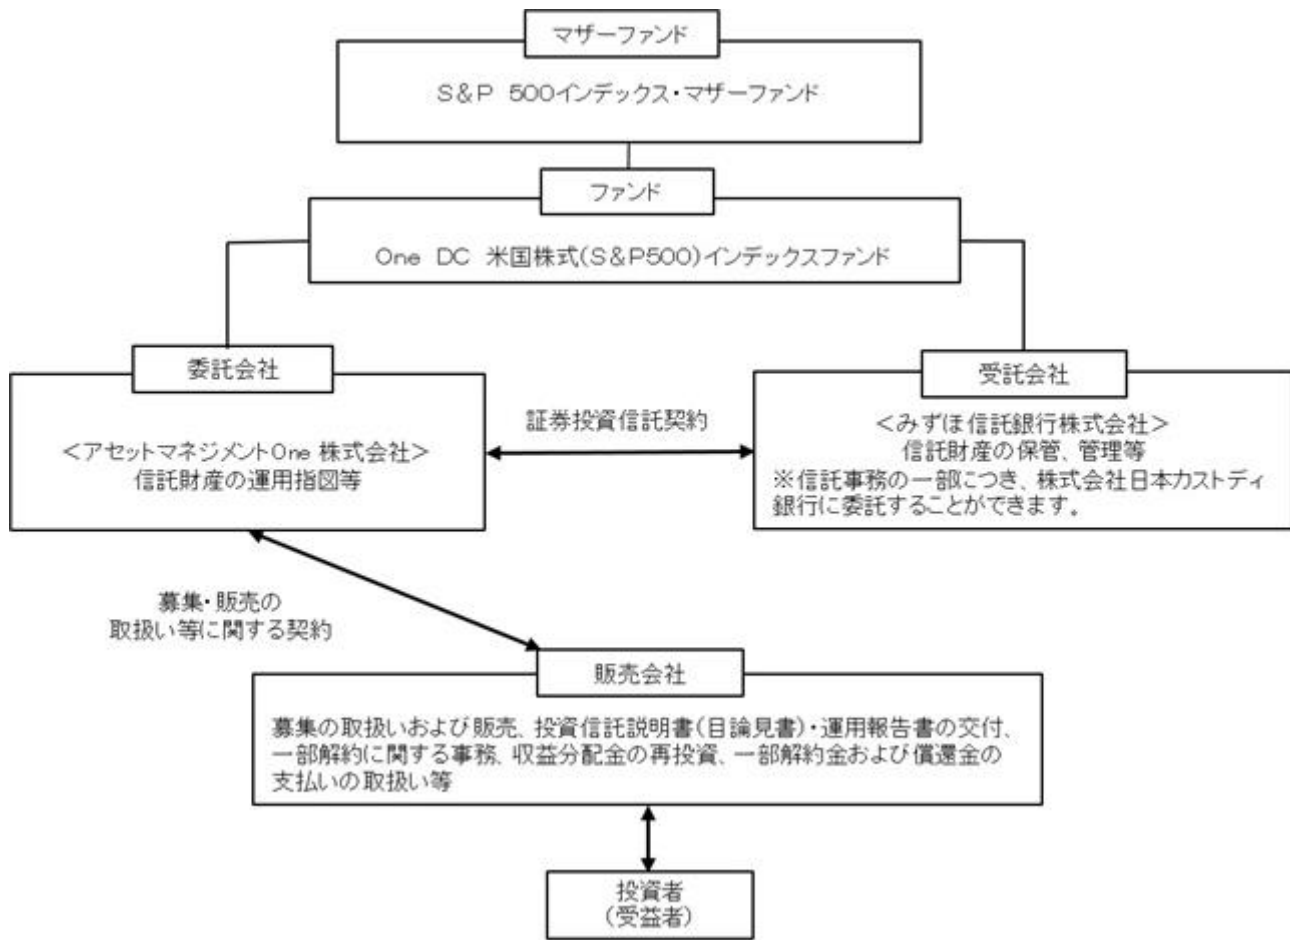 マザーファンド
S&P 500インデックス・マザーファンド
ファンド
One DC 米国株式(S&P500)インデックスファンド
委託会社
<アセットマネジメントOne 株式会社>
信託財産の運用指図等
証券投資信託契約
受託会社
<みずほ信託銀行株式会社>
信託財産の保管、管理等
※信託事務の一部につき、株式会社日本カストディ
銀行に委託することができます。
募集・販売の
取扱い等に関する契約
販売会社
募集の取扱いおよび販売、投資信託説明書(目論見書)・運用報告書の交付、
一部解約に関する事務、収益分配金の再投資、一部解約金および償還金の
支払いの取扱い等
投資者
(受益者)